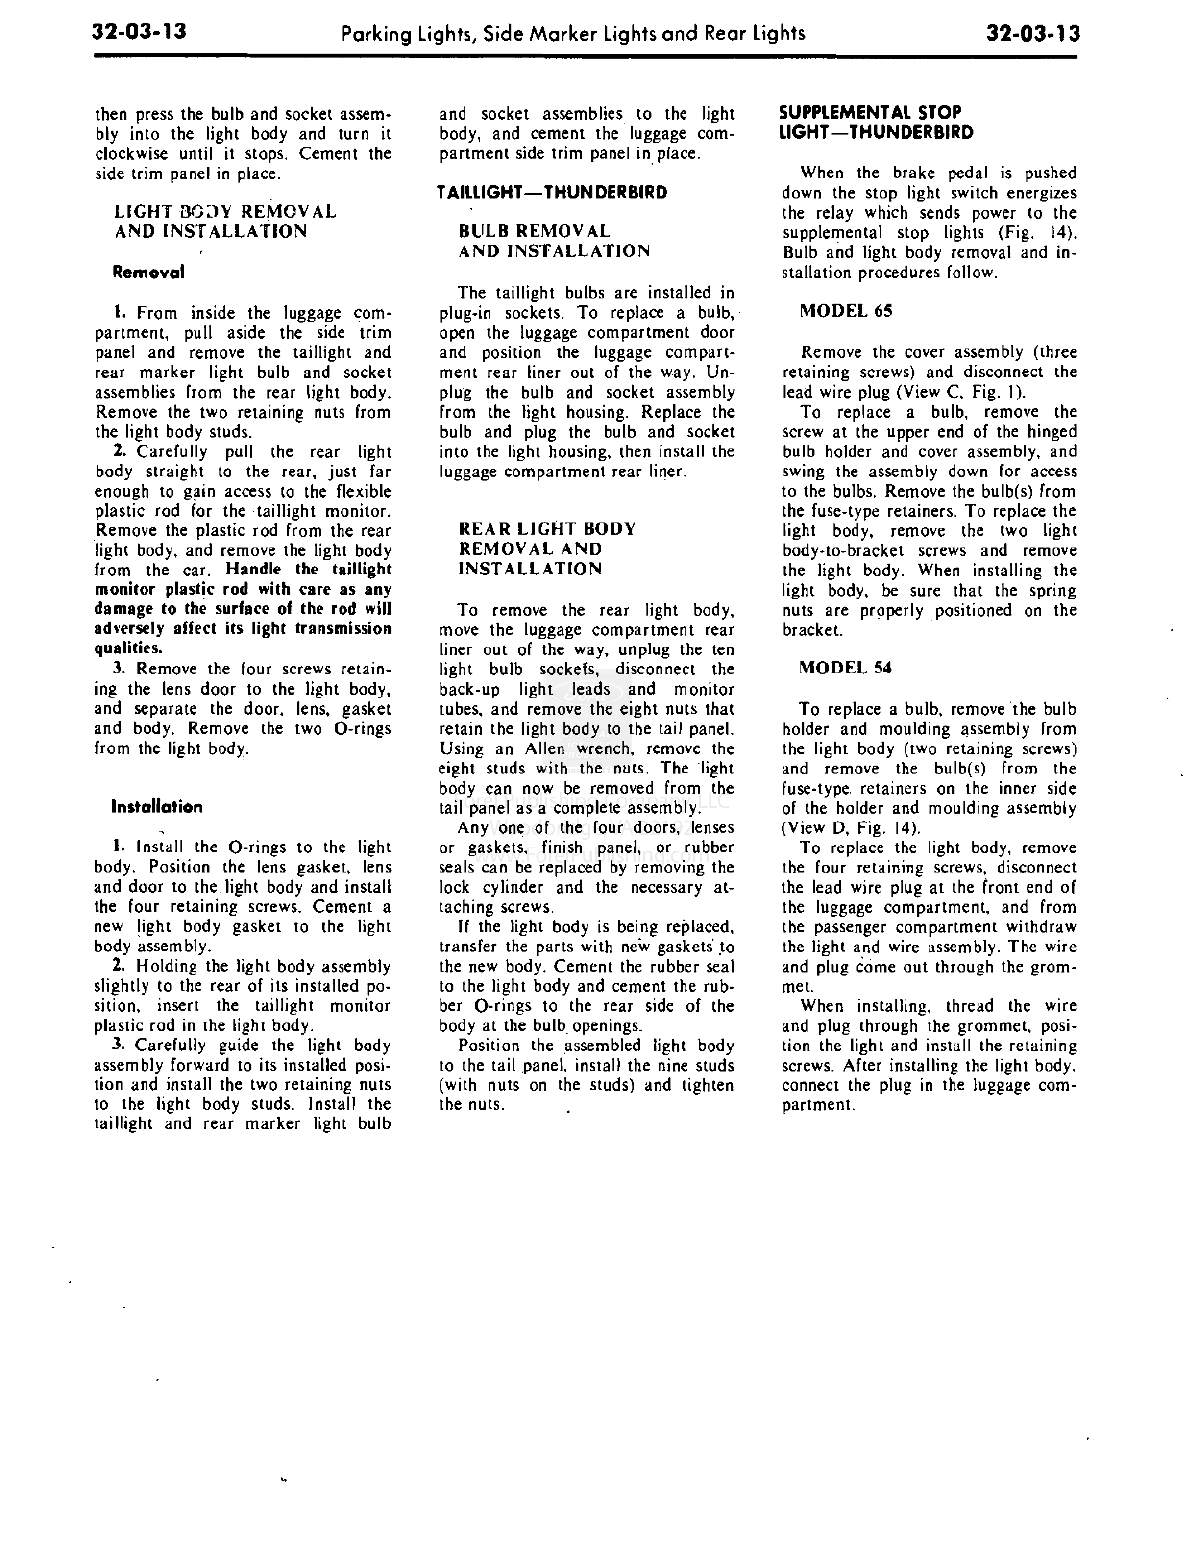 32-03-13
Parking Lights, Side Marker Lights and Rear Lights
32-03-13
then press the bulb and socket assem-
bly into the light body and turn it
clockwise until it stops. Cement the
side trim panel in place.
LIGHT BODY REMOVAL
AND INSTALLATION
Removal
1. From inside the luggage com-
partment, pull aside the side trim
panel and remove the taillight and
rear marker light bulb and socket
assemblies from the rear light body.
Remove the two retaining nuts from
the light body studs.
2. Carefully pull the rear light
body straight to the rear, just far
enough to gain access to the flexible
plastic rod for the taillight monitor.
Remove the plastic rod from the rear
light body, and remove the light body
from the car. Handle the taillight
monitor plastic rod with care as any
damage to the surface of the rod will
adversely affect its light transmission
qualities.
3. Remove the four screws retain-
ing the lens door to the light body,
and separate the door, lens, gasket
and body. Remove the two O-rings
from the light body.
Installation
1. Install the O-rings to the light
body. Position the lens gasket, lens
and door to the light body and install
the four retaining screws. Cement a
new light body gasket to the light
body assembly.
2. Holding the light body assembly
slightly to the rear of its installed po-
sition, insert the taillight monitor
plastic rod in the light body.
3. Carefully guide the light body
assembly forward to its installed posi-
tion and install the two retaining nuts
to the light body studs. Install the
taillight and rear marker light bulb
and socket assemblies to the light
body, and cement the luggage com-
partment side trim panel in place.
TAILLIGHT—THUNDERBIRD
BULB REMOVAL
AND INSTALLATION
The taillight bulbs are installed in
plug-in sockets. To replace a bulb,
open the luggage compartment door
and position the luggage compart-
ment rear liner out of the way. Un-
plug the bulb and socket assembly
from the light housing. Replace the
bulb and plug the bulb and socket
into the light housing, then install the
luggage compartment rear liner.
REAR LIGHT BODY
REMOVAL AND
INSTALLATION
To remove the rear light body,
move the luggage compartment rear
liner out of the way, unplug the ten
light bulb sockets, disconnect the
back-up light leads and monitor
tubes, and remove the eight nuts that
retain the light body to the tail panel.
Using an Allen wrench, remove the
eight studs with the nuts. The light
body can now be removed from the
tail panel as a complete assembly.
Any one of the four doors, lenses
or gaskets, finish panel, or rubber
seals can be replaced by removing the
lock cylinder and the necessary at-
taching screws.
If the light body is being replaced,
transfer the parts with new gaskets to
the new body. Cement the rubber seal
to the light body and cement the rub-
ber O-rings to the rear side of the
body at the bulb openings.
Position the assembled light body
to the tail panel, install the nine studs
(with nuts on the studs) and tighten
the nuts.
SUPPLEMENTAL STOP
LIGHT—THUNDERBIRD
When the brake pedal is pushed
down the stop light switch energizes
the relay which sends power to the
supplemental stop lights (Fig. 14).
Bulb and light body removal and in-
stallation procedures follow.
MODEL 65
Remove the cover assembly (three
retaining screws) and disconnect the
lead wire plug (View C, Fig. 1).
To replace a bulb, remove the
screw at the upper end of the hinged
bulb holder and cover assembly, and
swing the assembly down for access
to the bulbs. Remove the bulb(s) from
the fuse-type retainers. To replace the
light body, remove the two light
body-to-bracket screws and remove
the light body. When installing the
light body, be sure that the spring
nuts are properly positioned on the
bracket.
MODEL 54
To replace a bulb, remove the bulb
holder and moulding assembly from
the light body (two retaining screws)
and remove the bulb(s) from the
fuse-type retainers on the inner side
of the holder and moulding assembly
(View D, Fig. 14).
To replace the light body, remove
the four retaining screws, disconnect
the lead wire plug at the front end of
the luggage compartment, and from
the passenger compartment withdraw
the light and wire assembly. The wire
and plug come out through the grom-
met.
When installing, thread the wire
and plug through the grommet, posi-
tion the light and install the retaining
screws. After installing the light body,
connect the plug in the luggage com-
partment.